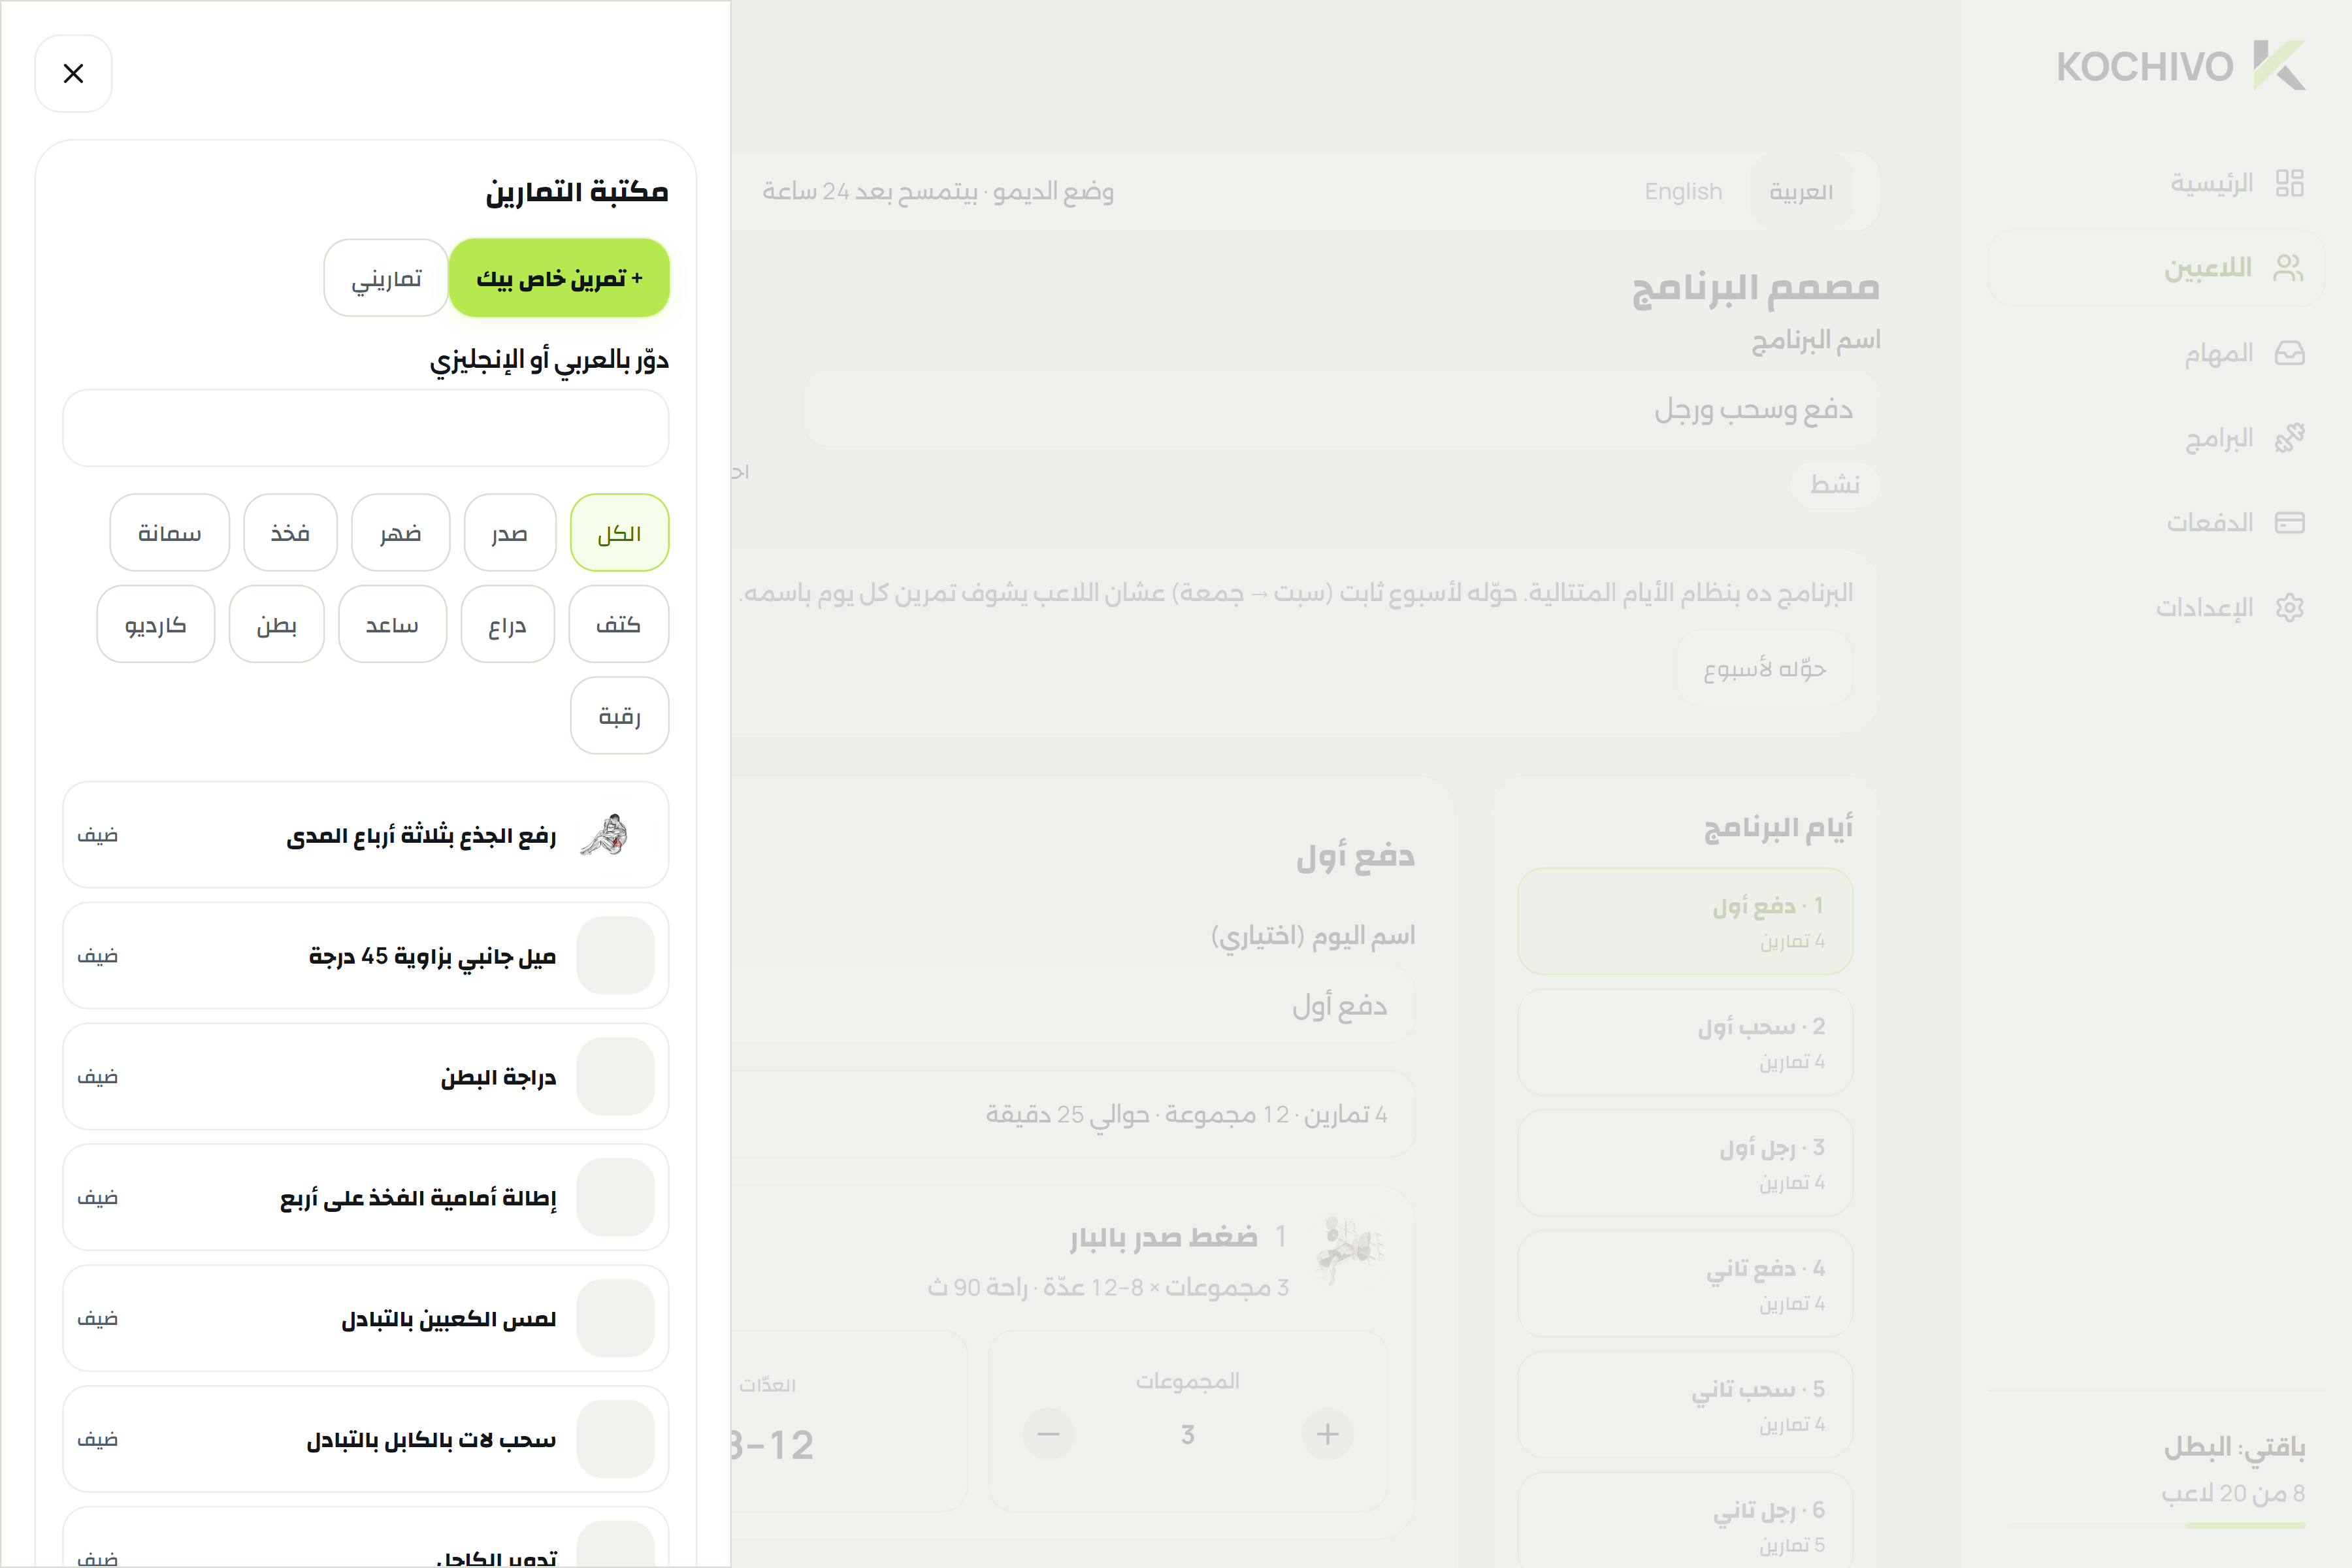 مكتبة التمارين
+ تمرين خاص بيك
تماريني
دوّر بالعربي أو الإنجليزي
الكل
صدر
ضهر
فخذ
سمانة
كتف
دراع
ساعد
بطن
كارديو
رقبة
رفع الجذع بثلاثة أرباع المدى
ضيف
ميل جانبي بزاوية 45 درجة
ضيف
دراجة البطن
ضيف
إطالة أمامية الفخذ على أربع
ضيف
لمس الكعبين بالتبادل
ضيف
سحب لات بالكابل بالتبادل
ضيف
تدوير الكاحل
ضيف
KOCHIVO
الرئيسية
اللاعبين
المهام
البرامج
الدفعات
الإعدادات
باقتي: البطل
8 من 20 لاعب
العربية
English
وضع الديمو · بيتمسح بعد 24 ساعة
مصمم البرنامج
اسم البرنامج
دفع وسحب ورجل
نشط
البرنامج ده بنظام الأيام المتتالية. حوّله لأسبوع ثابت (سبت → جمعة) عشان اللاعب يشوف تمرين كل يوم باسمه.
حوّله لأسبوع
أيام البرنامج
1 · دفع أول
4 تمارين
2 · سحب أول
4 تمارين
3 · رجل أول
4 تمارين
4 · دفع تاني
4 تمارين
5 · سحب تاني
4 تمارين
6 · رجل تاني
5 تمارين
دفع أول
اسم اليوم (اختياري)
دفع أول
4 تمارين · 12 مجموعة · حوالي 25 دقيقة
1 ضغط صدر بالبار
3 مجموعات × 8–12 عدّة · راحة 90 ث
المجموعات
3
العدّات
8–12